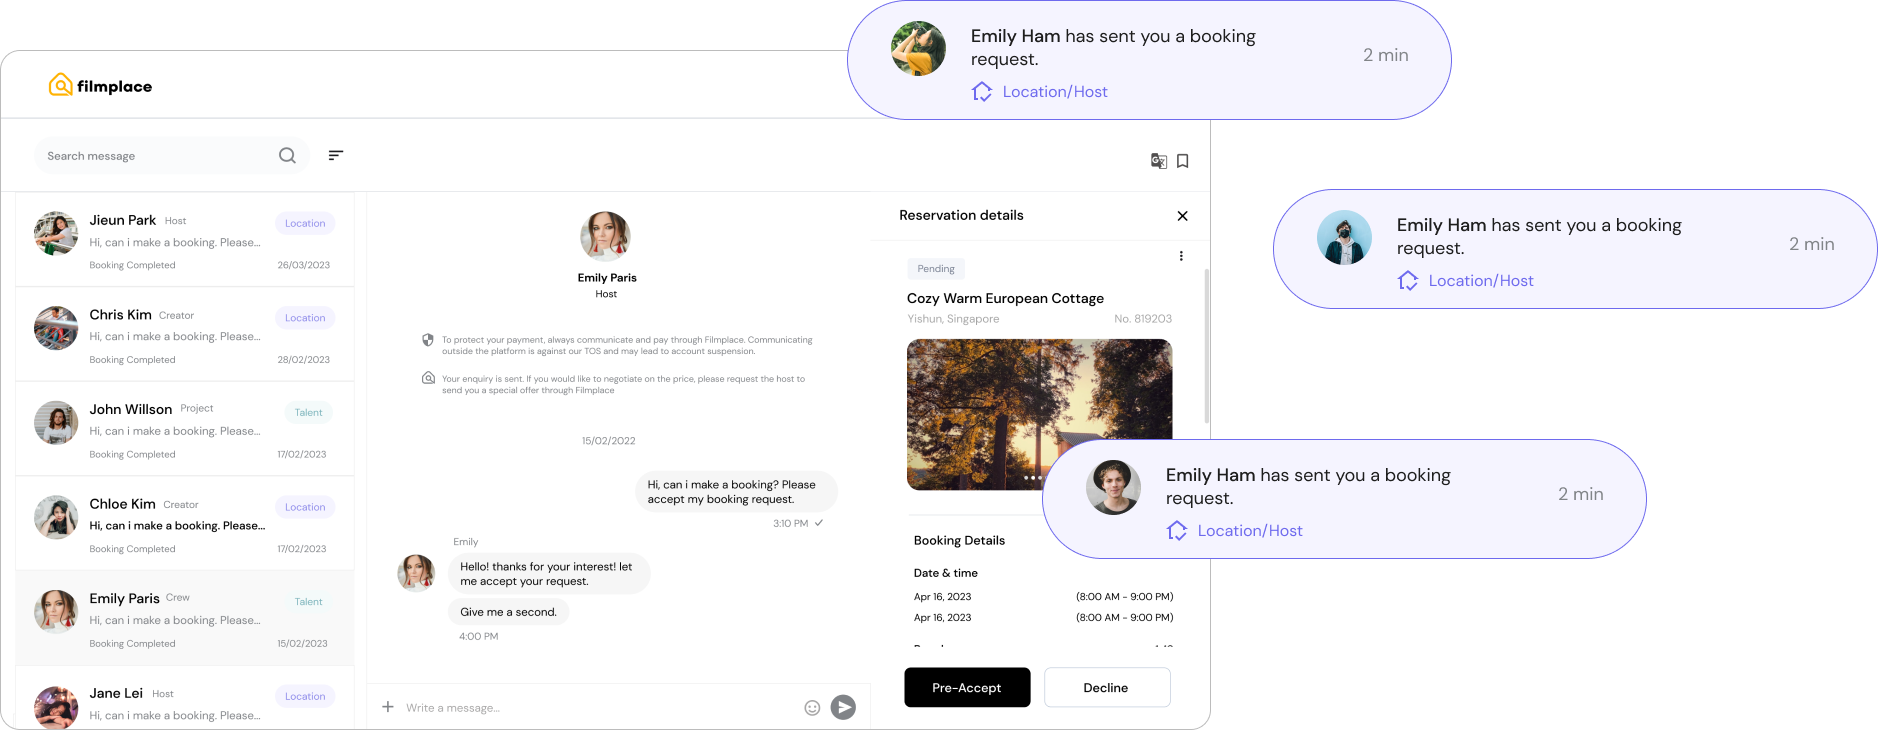 filmplace
Emily Ham has sent you a booking
request.
2 min
Location/Host
Search message
Emily Ham has sent you a booking
request.
2 min
Location/Host
Jieun Park Host Location
Hi, can i make a booking. Please...
Booking Completed 26/03/2023
Chris Kim Creator Location
Hi, can i make a booking. Please...
Booking Completed 28/02/2023
John Willson Project Talent
Hi, can i make a booking. Please...
Booking Completed 17/02/2023
Chloe Kim Creator Location
Hi, can i make a booking. Please...
Booking Completed 17/02/2023
Emily Paris Crew Talent
Hi, can i make a booking. Please...
Booking Completed 15/02/2023
Jane Lei Host Location
Hi, can i make a booking. Please...
Emily Paris
Host
To protect your payment, always communicate and pay through Filmplace. Communicating
outside the platform is against our TOS and may lead to account suspension.
Your enquiry is sent. If you would like to negotiate on the price, please request the host to
send you a special offer through Filmplace
15/02/2022
Hi, can i make a booking? Please
accept my booking request.
3:10 PM
Emily
Hello! thanks for your interest! let
me accept your request.
Give me a second.
4:00 PM
Write a message...
Reservation details
Pending
Cozy Warm European Cottage
Yishun, Singapore No. 819203
Emily Ham has sent you a booking
request.
2 min
Location/Host
Booking Details
Date & time
Apr 16, 2023 (8:00 AM - 9:00 PM)
Apr 16, 2023 (8:00 AM - 9:00 PM)
Pre-Accept Decline